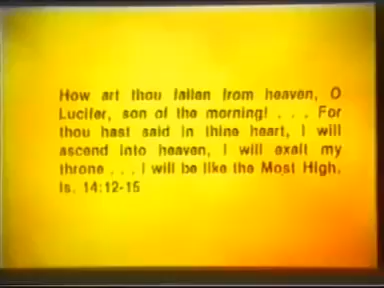 How art thou fallen from heaven, O
Lucifer, son of the morning! . . . For
thou hast said in thine heart, I will
ascend into heaven, I will exalt my
throne . . . I will be like the Most High.
Is. 14:12-15